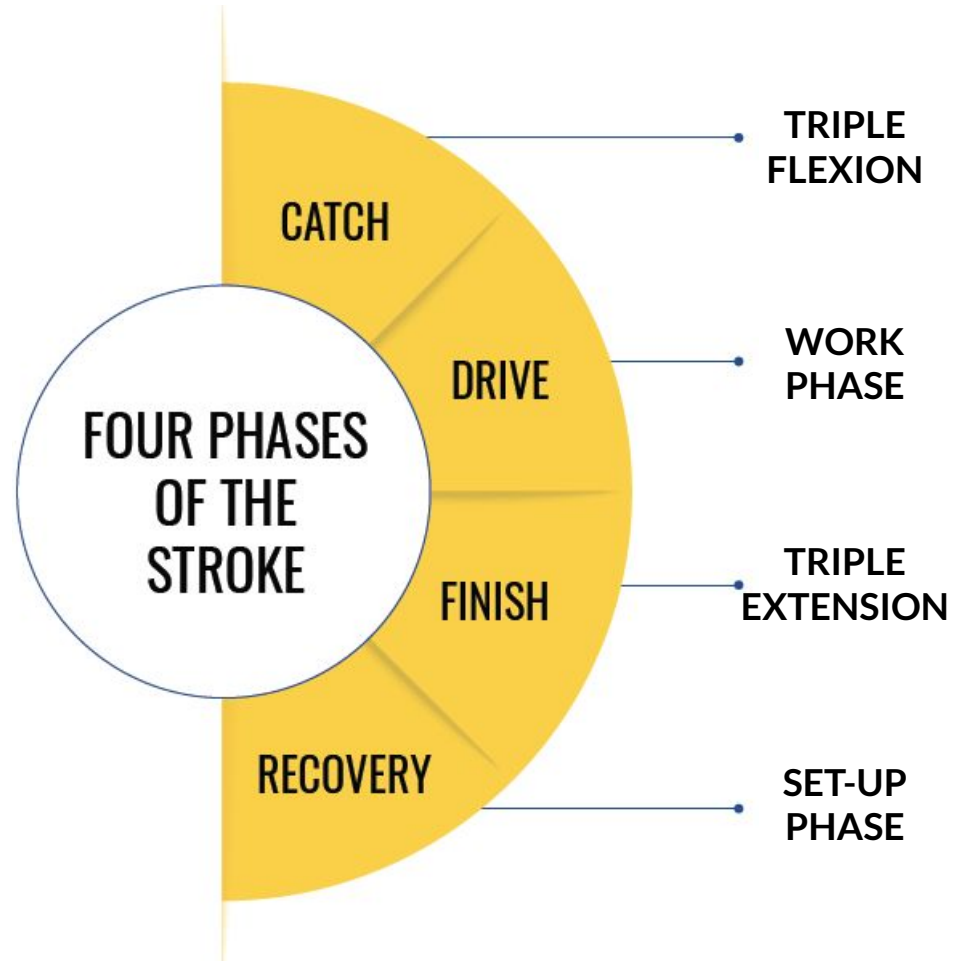 FOUR PHASES
OF THE
STROKE
CATCH
TRIPLE
FLEXION
DRIVE
WORK
PHASE
FINISH
TRIPLE
EXTENSION
RECOVERY
SET-UP
PHASE